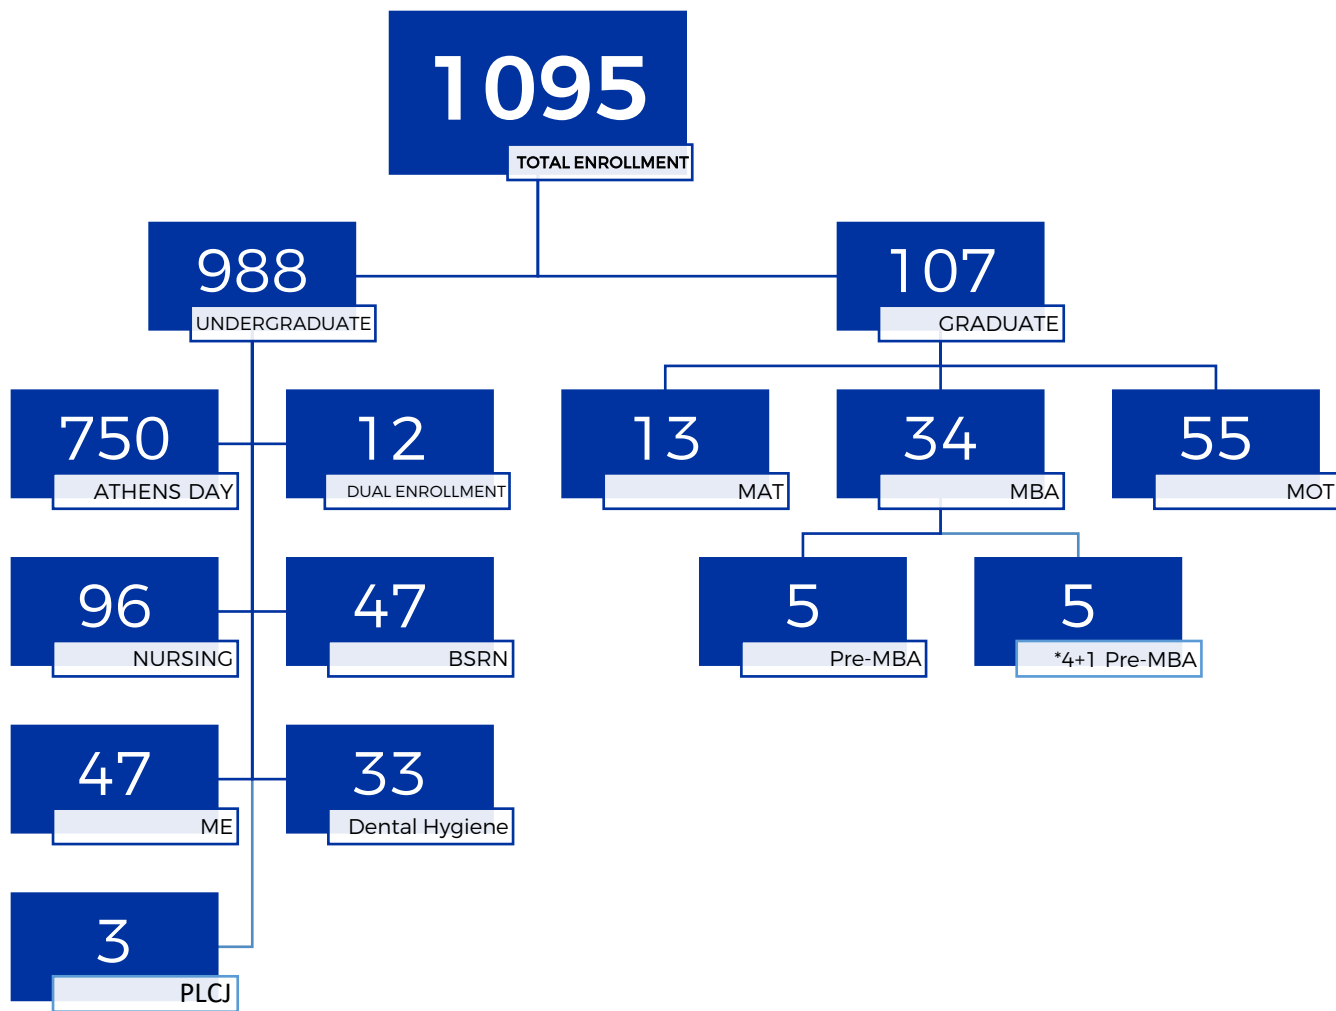 1095
TOTAL ENROLLMENT
988
UNDERGRADUATE
107
GRADUATE
750
ATHENS DAY
12
DUAL ENROLLMENT
13
MAT
34
MBA
55
MOT
96
NURSING
47
BSRN
5
Pre-MBA
5
*4+1 Pre-MBA
47
ME
33
Dental Hygiene
3
PLCJ